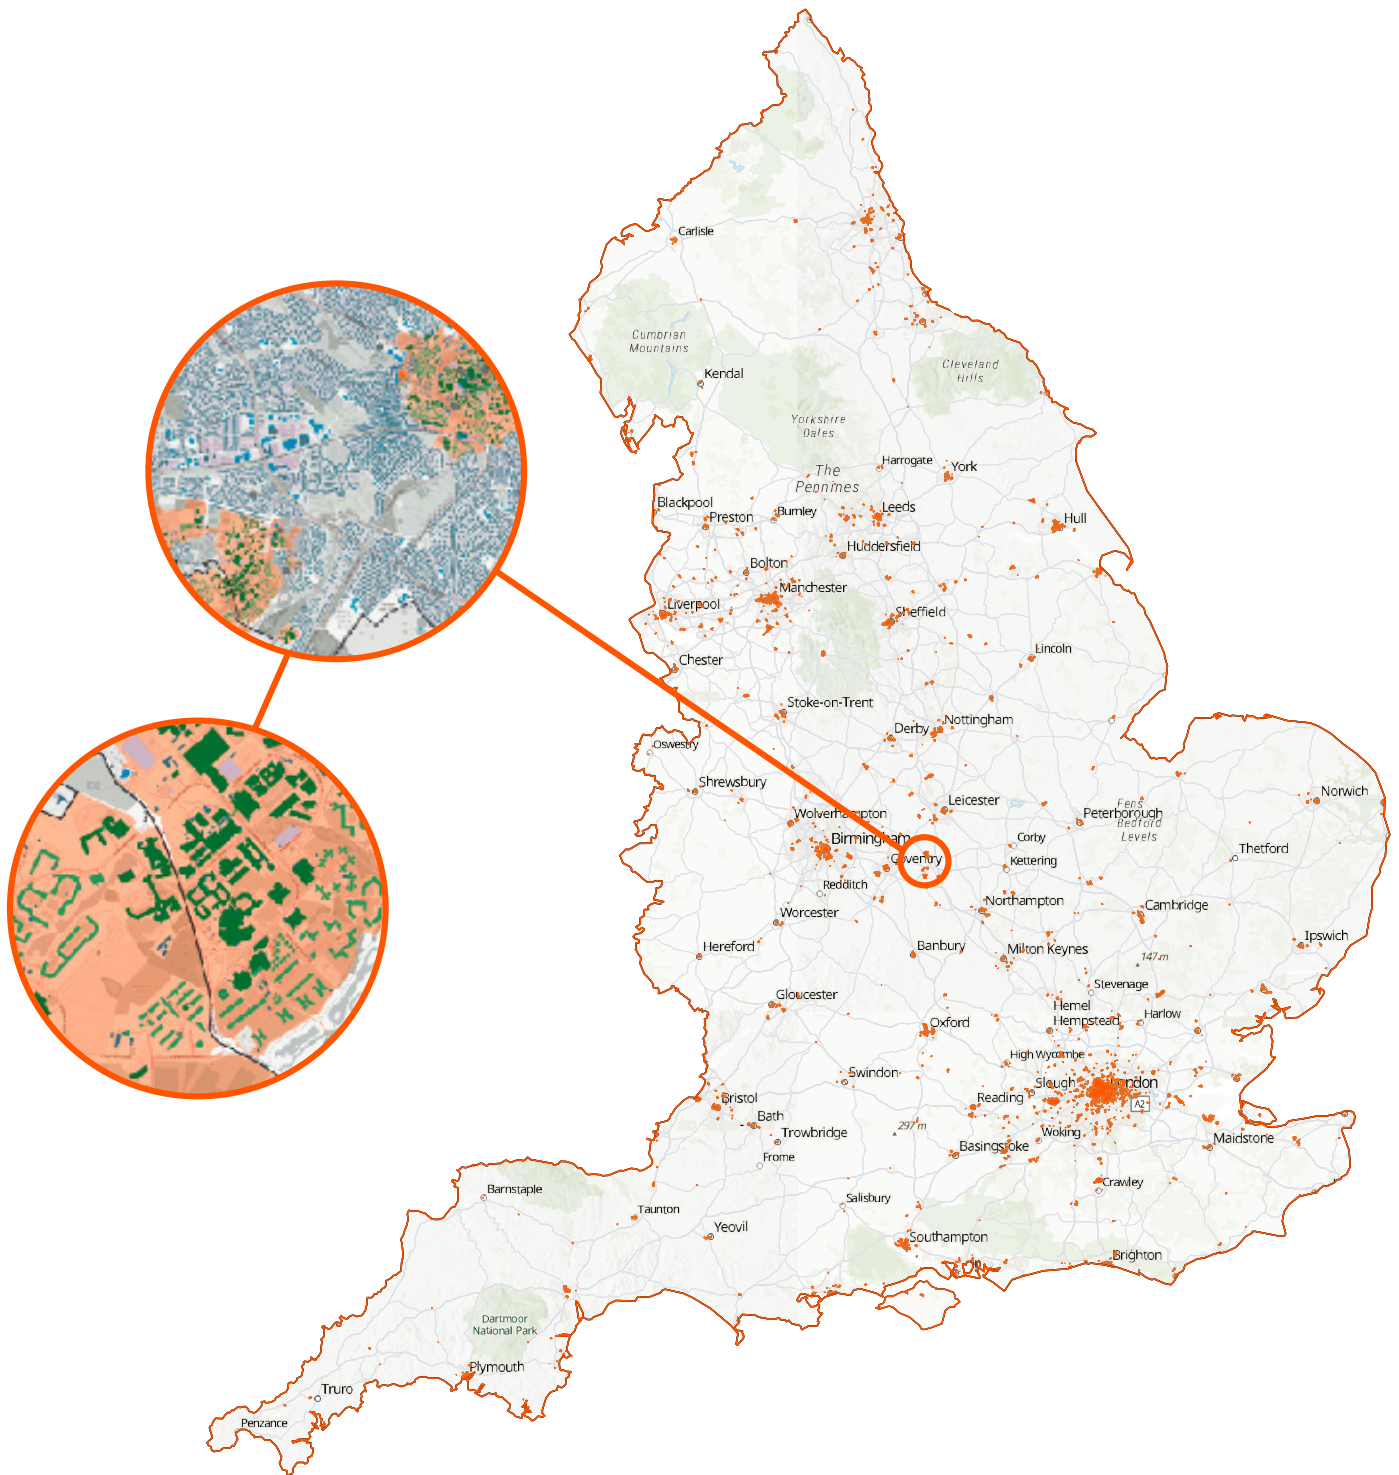 Carlisle
Cumbrian
Mountains
Cleveland
Hills
Kendal
Yorkshire
Dales
Harrogate
York
The
Pennines
Blackpool
Preston
Burnley
Leeds
Hull
Huddersfield
Bolton
Manchester
Liverpool
Sheffield
Chester
Lincoln
Stoke-on-Trent
Derby
Nottingham
Oswestry
Shrewsbury
Leicester
Norwich
Wolverhampton
Peterborough
Fens
Bedford
Levels
Birmingham
Corby
Thetford
Coventry
Kettering
Redditch
Northampton
Cambridge
Worcester
Ipswich
Hereford
Banbury
Milton Keynes
147 m
Stevenage
Gloucester
Hemel
Hempstead
Harlow
Oxford
High Wycombe
Swindon
Slough
London
Reading
A2
Bristol
Bath
297 m
Trowbridge
Woking
Maidstone
Basingstoke
Frome
Crawley
Barnstaple
Salisbury
Taunton
Yeovil
Southampton
Brighton
Dartmoor
National Park
Plymouth
Truro
Penzance